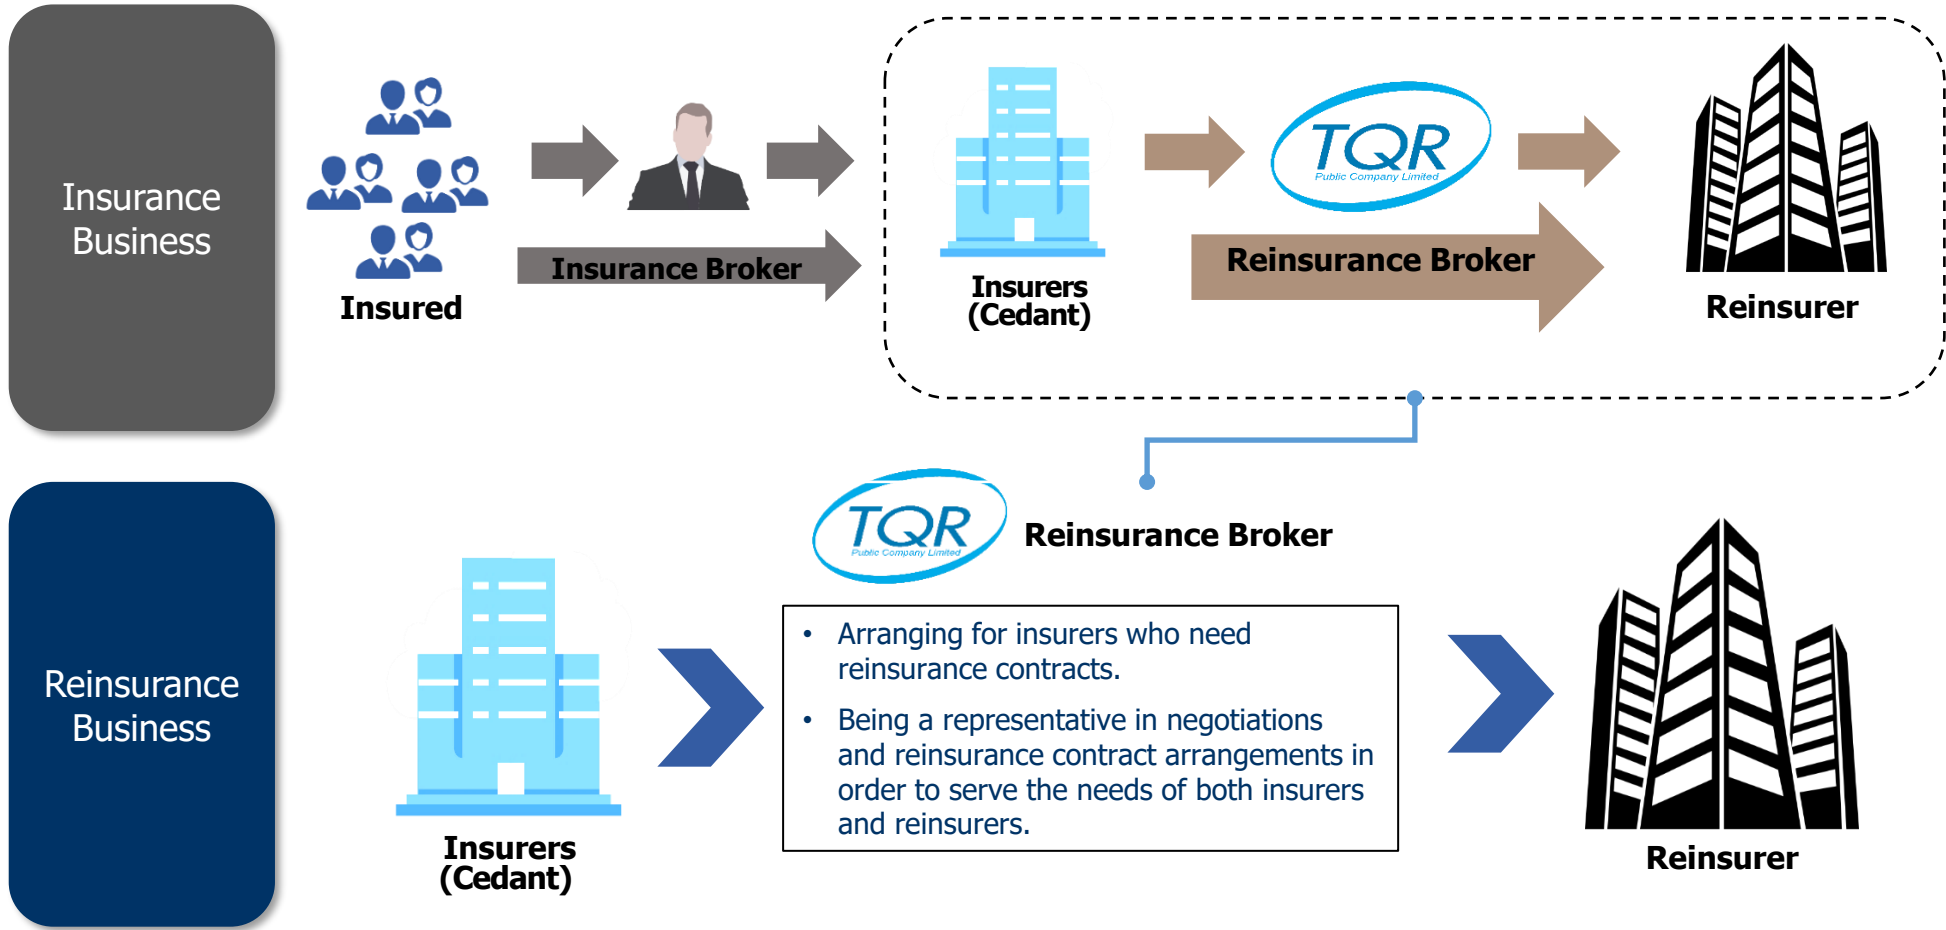 Insurance
Business
Insured
Insurance Broker
Insurers
(Cedant)
TQR
Public Company Limited
Reinsurance Broker
Reinsurer
Reinsurance
Business
Insurers
(Cedant)
TQR
Public Company Limited
Reinsurance Broker
• Arranging for insurers who need
reinsurance contracts.
• Being a representative in negotiations
and reinsurance contract arrangements in
order to serve the needs of both insurers
and reinsurers.
Reinsurer